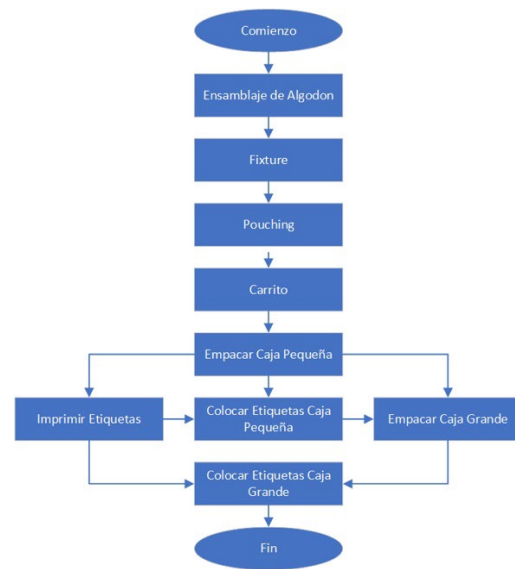 Comienzo
Ensamblaje de Algodon
Fixture
Pouching
Carrito
Empacar Caja Pequeña
Imprimir Etiquetas
Colocar Etiquetas Caja
Pequeña
Empacar Caja Grande
Colocar Etiquetas Caja
Grande
Fin